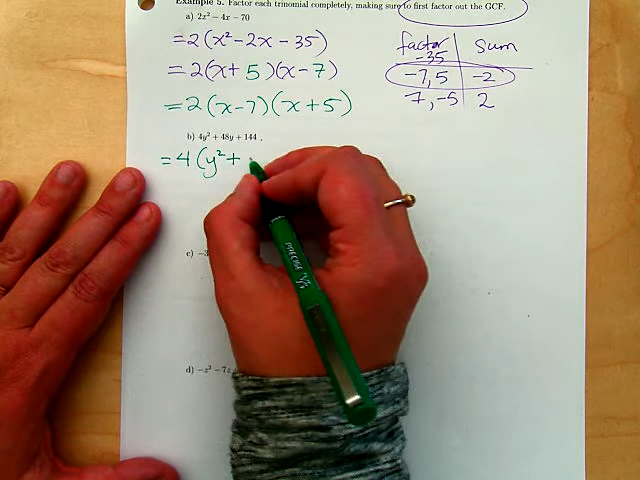 Example 5. Factor each trinomial completely, making sure to first factor out the GCF.
a) 2x² − 4x − 70
= 2(x² − 2x − 35)
= 2(x + 5)(x − 7)
= 2(x − 7)(x + 5)
factor −35 | sum
−7, 5 | −2
7, −5 | 2
b) 4y² + 48y + 144 .
= 4(y² +
c) −3
d) −z² − 7z
PRECISE V5